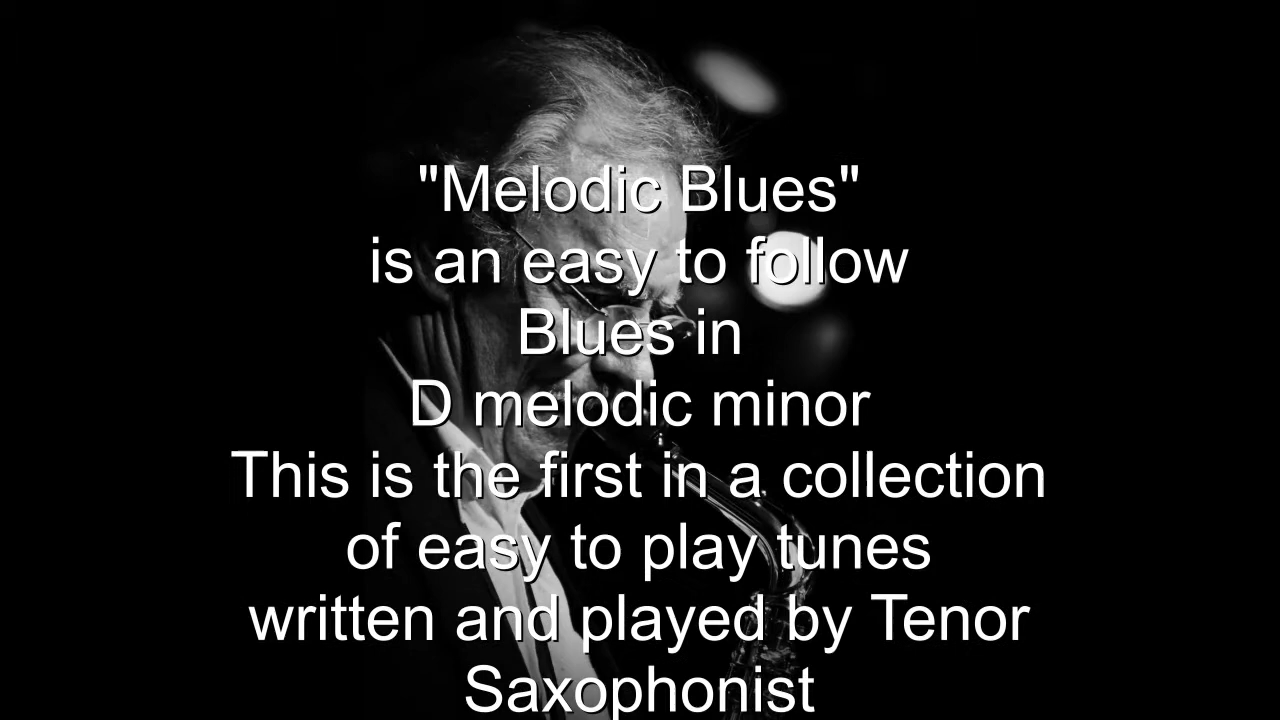 "Melodic Blues"
is an easy to follow
Blues in
D melodic minor
This is the first in a collection
of easy to play tunes
written and played by Tenor
Saxophonist